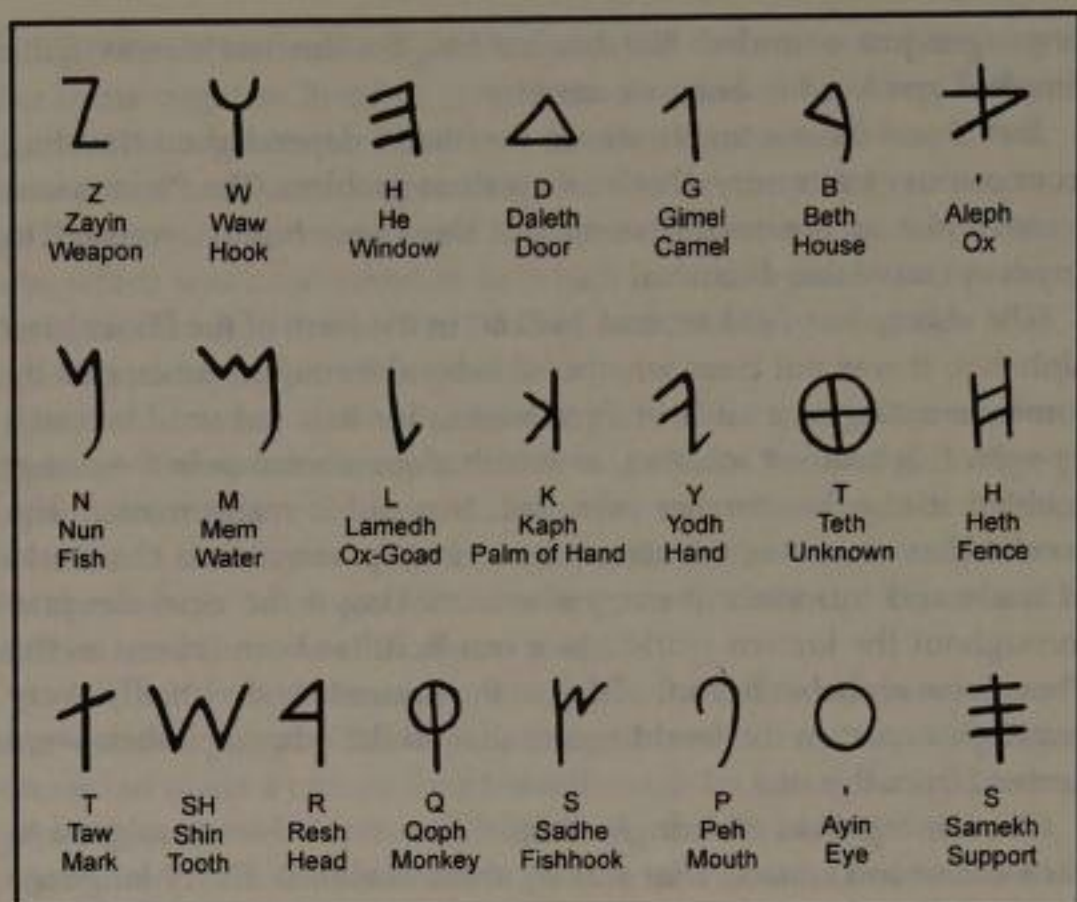 𐤀 𐤁 𐤂 𐤃 𐤄 𐤅 𐤆
Z W H D G B '
Zayin Waw He Daleth Gimel Beth Aleph
Weapon Hook Window Door Camel House Ox
𐤇 𐤈 𐤉 𐤊 𐤋 𐤌 𐤍
N M L K Y T H
Nun Mem Lamedh Kaph Yodh Teth Heth
Fish Water Ox-Goad Palm of Hand Hand Unknown Fence
𐤎 𐤏 𐤐 𐤑 𐤒 𐤓 𐤔 𐤕
T SH R Q S P ' S
Taw Shin Resh Qoph Sadhe Peh Ayin Samekh
Mark Tooth Head Monkey Fishhook Mouth Eye Support